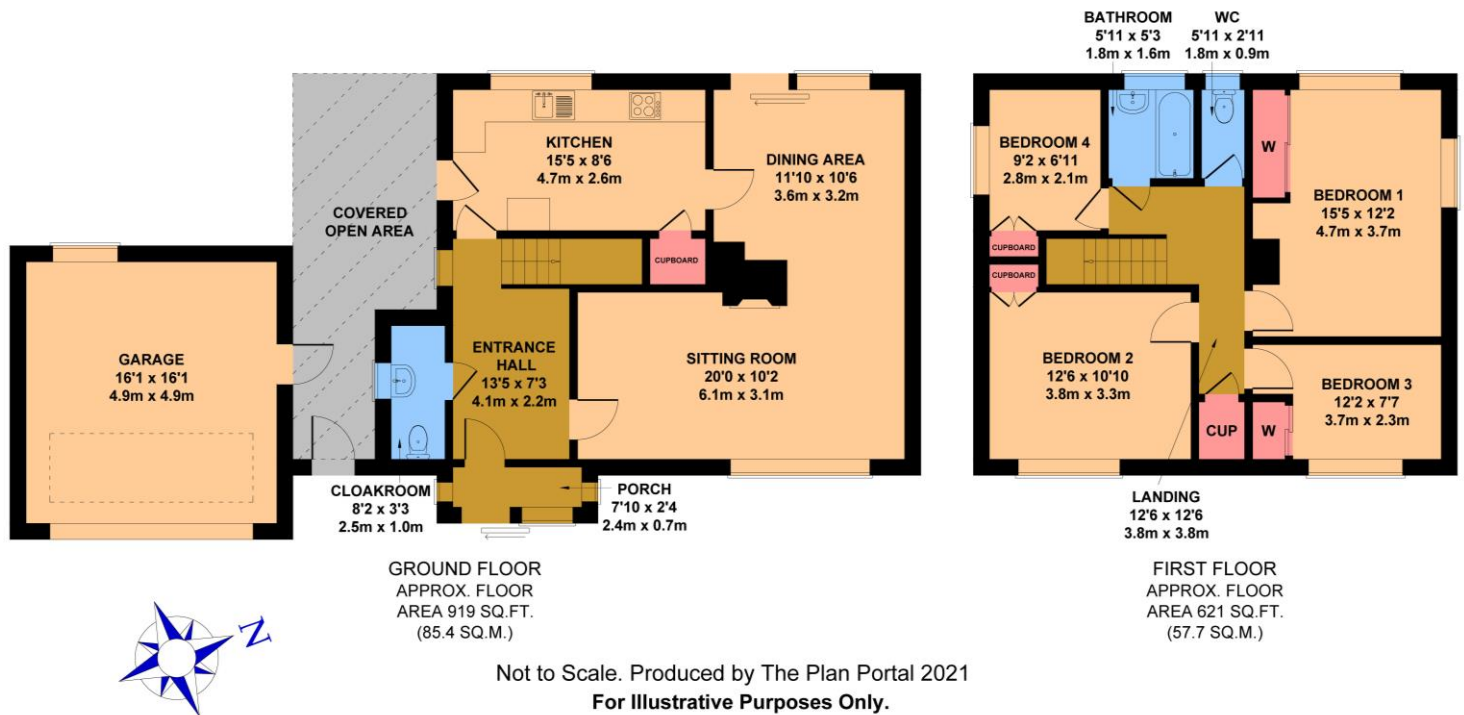 BATHROOM
5'11 x 5'3
1.8m x 1.6m
WC
5'11 x 2'11
1.8m x 0.9m
KITCHEN
15'5 x 8'6
4.7m x 2.6m
DINING AREA
11'10 x 10'6
3.6m x 3.2m
COVERED
OPEN AREA
CUPBOARD
GARAGE
16'1 x 16'1
4.9m x 4.9m
ENTRANCE
HALL
13'5 x 7'3
4.1m x 2.2m
SITTING ROOM
20'0 x 10'2
6.1m x 3.1m
CLOAKROOM
8'2 x 3'3
2.5m x 1.0m
PORCH
7'10 x 2'4
2.4m x 0.7m
GROUND FLOOR
APPROX. FLOOR
AREA 919 SQ.FT.
(85.4 SQ.M.)
BEDROOM 4
9'2 x 6'11
2.8m x 2.1m
W
BEDROOM 1
15'5 x 12'2
4.7m x 3.7m
CUPBOARD
CUPBOARD
BEDROOM 2
12'6 x 10'10
3.8m x 3.3m
BEDROOM 3
12'2 x 7'7
3.7m x 2.3m
CUP
W
LANDING
12'6 x 12'6
3.8m x 3.8m
FIRST FLOOR
APPROX. FLOOR
AREA 621 SQ.FT.
(57.7 SQ.M.)
N
Not to Scale. Produced by The Plan Portal 2021
For Illustrative Purposes Only.